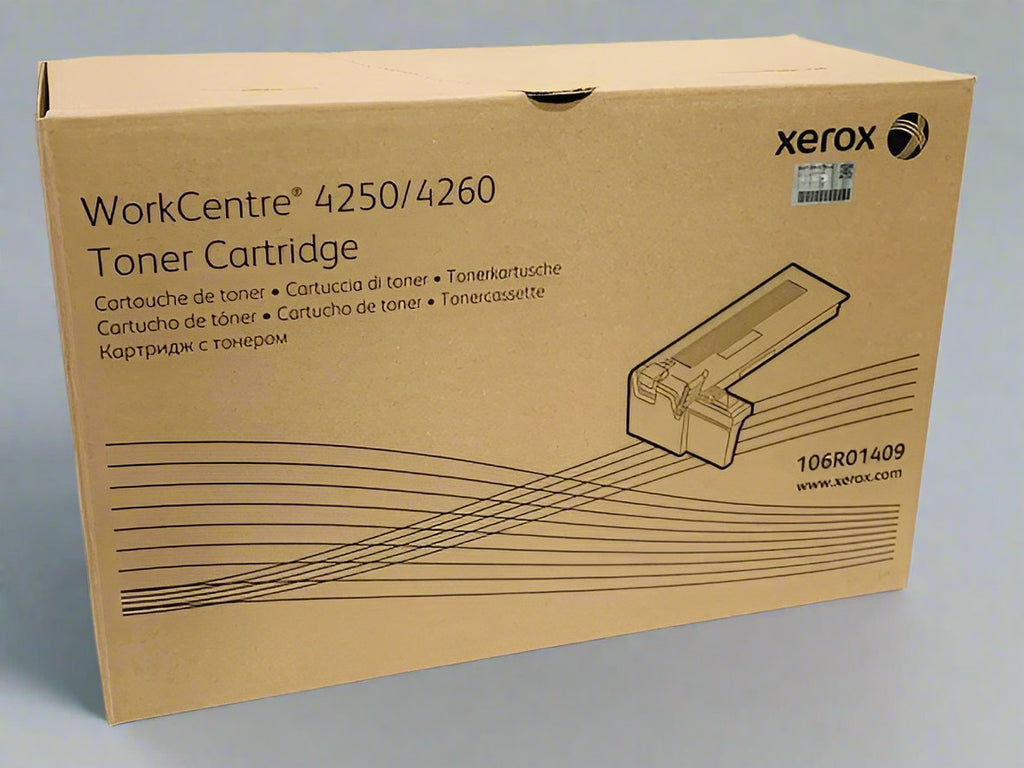 xerox
WorkCentre® 4250/4260
Toner Cartridge
Cartouche de toner • Cartuccia di toner • Tonerkartusche
Cartucho de tóner • Cartucho de toner • Tonercassette
Картридж с тонером
106R01409
www.xerox.com